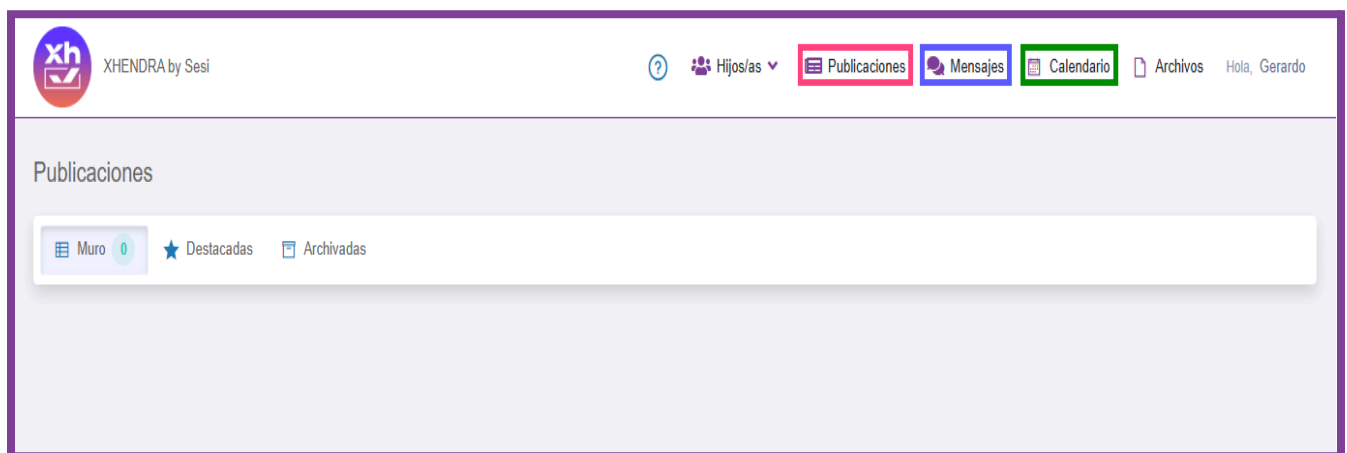 xh
XHENDRA by Sesi
? Hijos/as Publicaciones Mensajes Calendario Archivos Hola, Gerardo
Publicaciones
Muro 0 Destacadas Archivadas